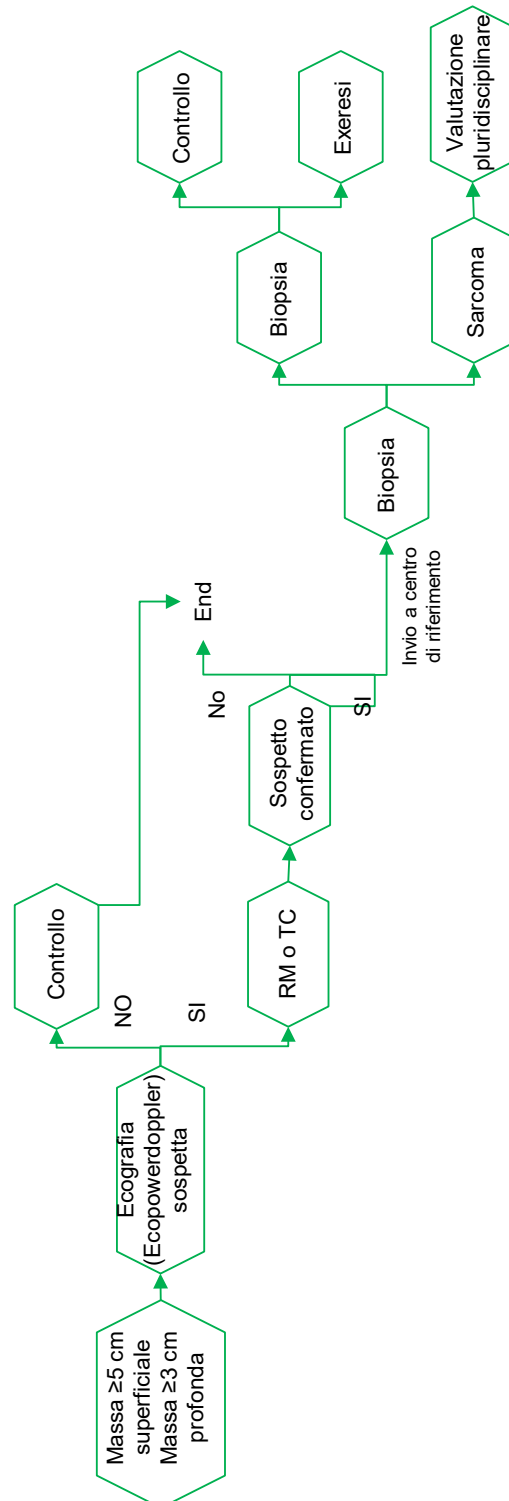 Massa ≥5 cm
superficiale
Massa ≥3 cm
profonda
Ecografia
(Ecopowerdoppler)
sospetta
NO
SI
Controllo
RM o TC
Sospetto
confermato
No
SI
End
Invio a centro
di riferimento
Biopsia
Biopsia
Sarcoma
Controllo
Exeresi
Valutazione
pluridisciplinare